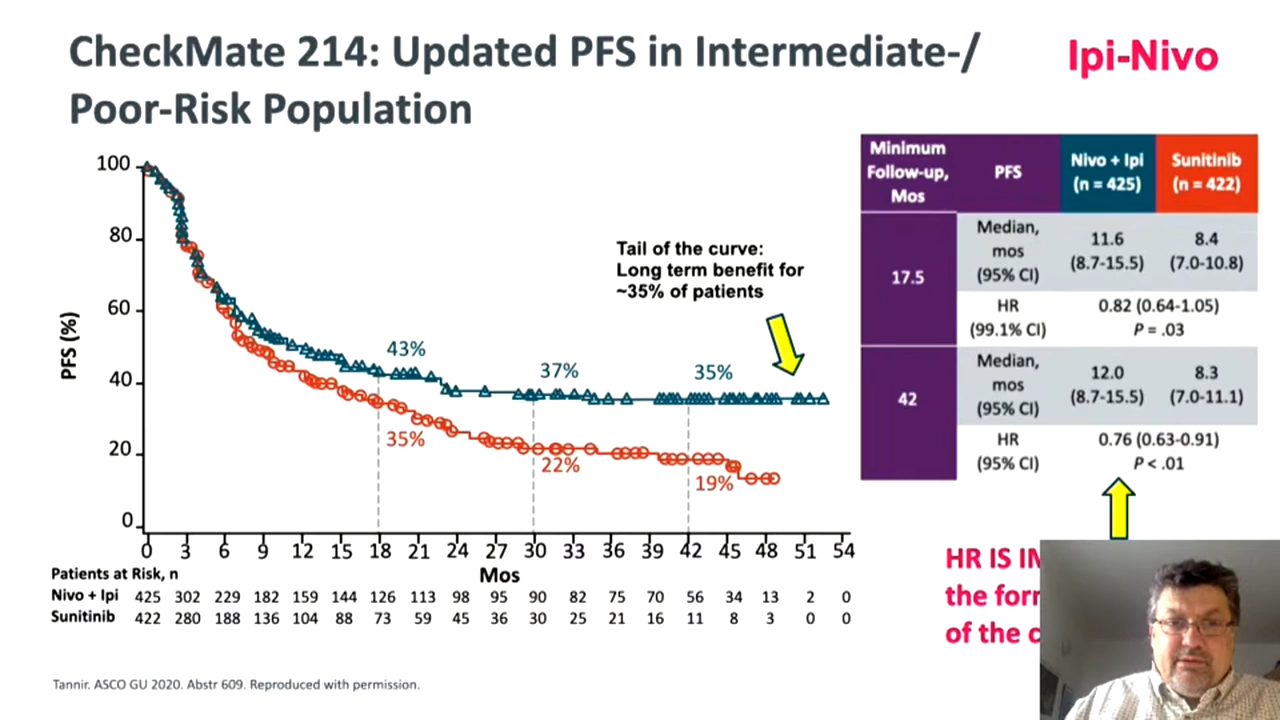 CheckMate 214: Updated PFS in Intermediate-/
Poor-Risk Population
Ipi-Nivo
100
80
60
40
20
0
PFS (%)
43%
37%
35%
35%
22%
19%
Tail of the curve:
Long term benefit for
~35% of patients
0 3 6 9 12 15 18 21 24 27 30 33 36 39 42 45 48 51 54
Mos
Patients at Risk, n
Nivo + Ipi 425 302 229 182 159 144 126 113 98 95 90 82 75 70 56 34 13 2 0
Sunitinib 422 280 188 136 104 88 73 59 45 36 30 25 21 16 11 8 3 0 0
Minimum
Follow-up,
Mos
PFS
Nivo + Ipi
(n = 425)
Sunitinib
(n = 422)
17.5
Median,
mos
(95% CI)
11.6
(8.7-15.5)
8.4
(7.0-10.8)
HR
(99.1% CI)
0.82 (0.64-1.05)
P = .03
42
Median,
mos
(95% CI)
12.0
(8.7-15.5)
8.3
(7.0-11.1)
HR
(95% CI)
0.76 (0.63-0.91)
P < .01
HR IS
the
of the
Tannir. ASCO GU 2020. Abstr 609. Reproduced with permission.